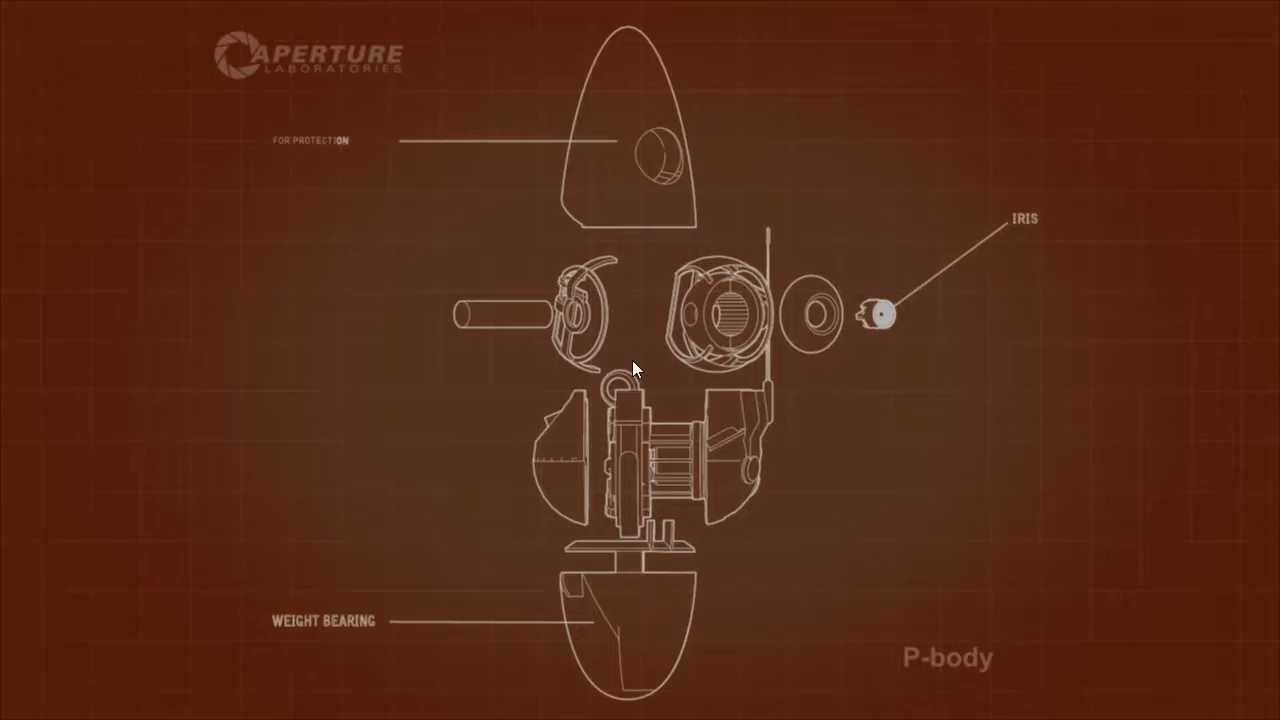 APERTURE
LABORATORIES
FOR PROTECTION
IRIS
WEIGHT BEARING
P-body